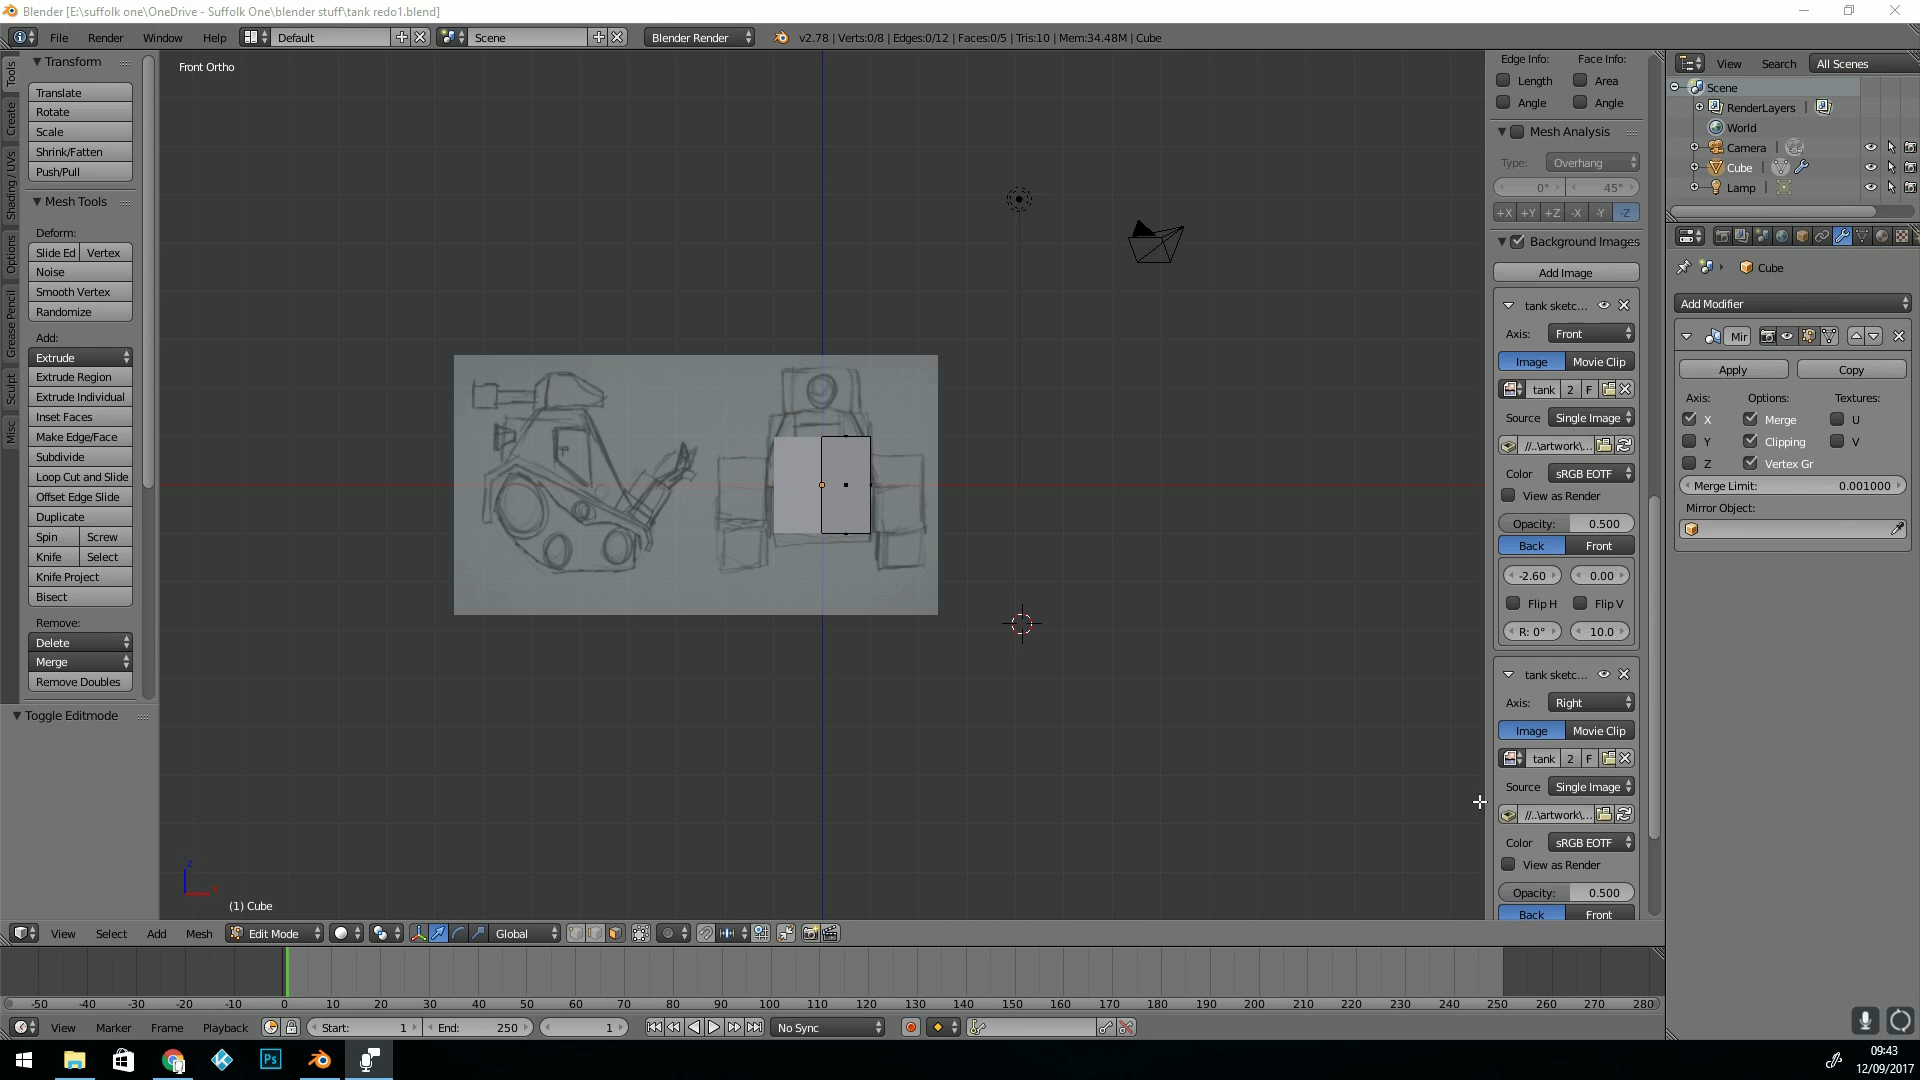 Blender [E:\suffolk one\OneDrive - Suffolk One\blender stuff\tank redo1.blend]
File Render Window Help Default Scene Blender Render v2.78 | Verts:0/8 | Edges:0/12 | Faces:0/5 | Tris:10 | Mem:34.48M | Cube
Tools
Create
Shading / UVs
Options
Grease Pencil
Sculpt
Misc
Transform
Translate
Rotate
Scale
Shrink/Fatten
Push/Pull
Mesh Tools
Deform:
Slide Ed Vertex
Noise
Smooth Vertex
Randomize
Add:
Extrude
Extrude Region
Extrude Individual
Inset Faces
Make Edge/Face
Subdivide
Loop Cut and Slide
Offset Edge Slide
Duplicate
Spin Screw
Knife Select
Knife Project
Bisect
Remove:
Delete
Merge
Remove Doubles
Toggle Editmode
Front Ortho
z
x
(1) Cube
Edge Info: Face Info:
Length Area
Angle Angle
Mesh Analysis
Type: Overhang
0° 45°
+X +Y +Z -X -Y -Z
Background Images
Add Image
tank sketc...
Axis: Front
Image Movie Clip
tank 2 F
Source Single Image
//..\artwork\...
Color sRGB EOTF
View as Render
Opacity: 0.500
Back Front
-2.60 0.00
Flip H Flip V
R: 0° 10.0
tank sketc...
Axis: Right
Image Movie Clip
tank 2 F
Source Single Image
//..\artwork\...
Color sRGB EOTF
View as Render
Opacity: 0.500
Back Front
View Search All Scenes
Scene
RenderLayers |
World
Camera |
Cube |
Lamp |
Cube
Add Modifier
Mir
Apply Copy
Axis: Options: Textures:
X Merge U
Y Clipping V
Z Vertex Gr
Merge Limit: 0.001000
Mirror Object:
View Select Add Mesh Edit Mode Global
-50 -40 -30 -20 -10 0 10 20 30 40 50 60 70 80 90 100 110 120 130 140 150 160 170 180 190 200 210 220 230 240 250 260 270 280
View Marker Frame Playback Start: 1 End: 250 1 No Sync
Ps
09:43
12/09/2017